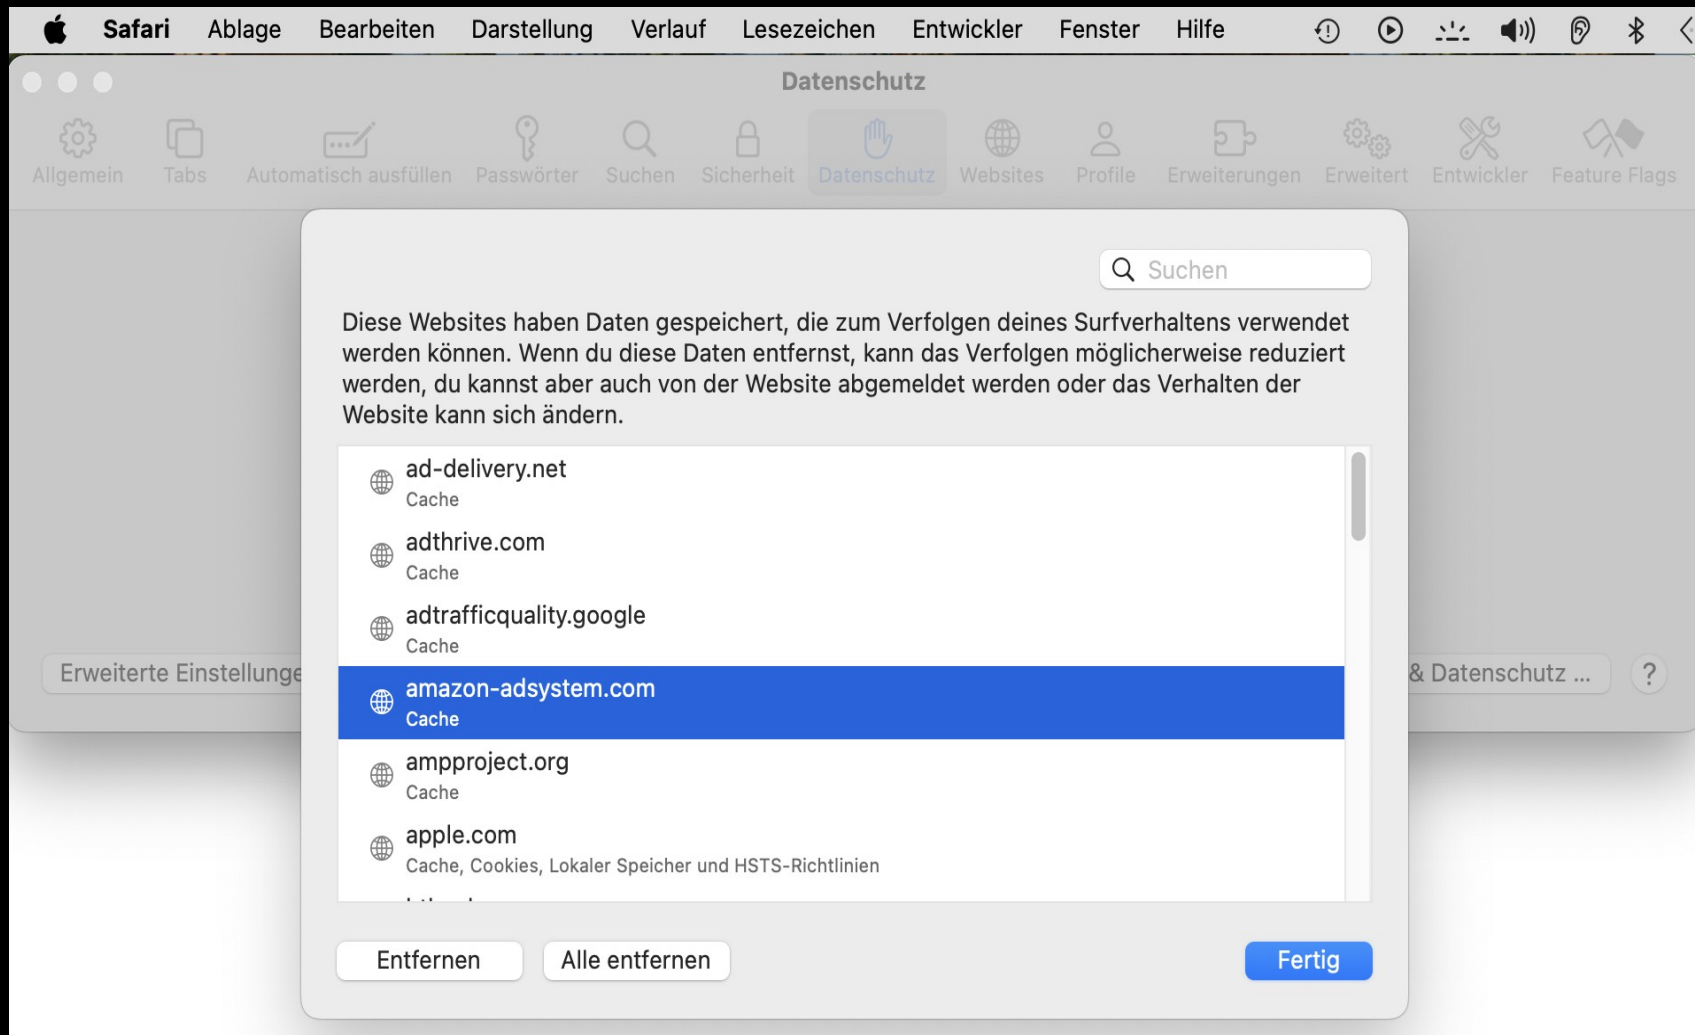 Safari Ablage Bearbeiten Darstellung Verlauf Lesezeichen Entwickler Fenster Hilfe
Datenschutz
Allgemein Tabs Automatisch ausfüllen Passwörter Suchen Sicherheit Datenschutz Websites Profile Erweiterungen Erweitert Entwickler Feature Flags
Suchen
Diese Websites haben Daten gespeichert, die zum Verfolgen deines Surfverhaltens verwendet
werden können. Wenn du diese Daten entfernst, kann das Verfolgen möglicherweise reduziert
werden, du kannst aber auch von der Website abgemeldet werden oder das Verhalten der
Website kann sich ändern.
ad-delivery.net
Cache
adthrive.com
Cache
adtrafficquality.google
Cache
amazon-adsystem.com
Cache
ampproject.org
Cache
apple.com
Cache, Cookies, Lokaler Speicher und HSTS-Richtlinien
Erweiterte Einstellunge & Datenschutz ... ?
Entfernen Alle entfernen Fertig